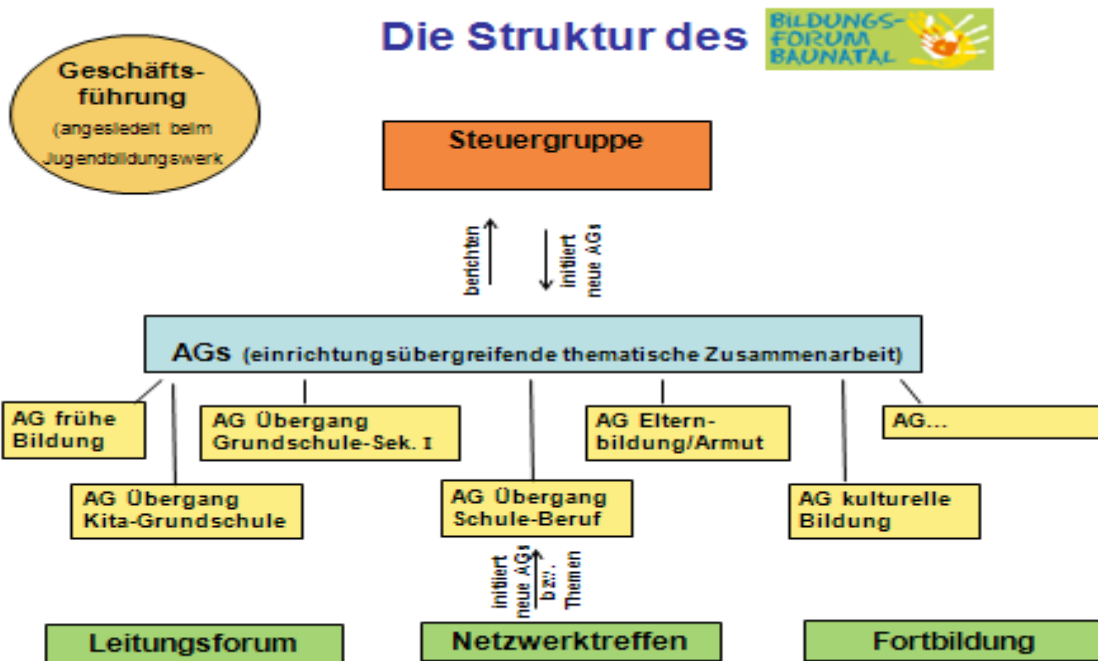 Die Struktur des
BILDUNGS-
FORUM
BAUNATAL
Geschäfts-
führung
(angesiedelt beim
Jugendbildungswerk
Steuergruppe
berichten
initiiert
neue AGs
AGs (einrichtungsübergreifende thematische Zusammenarbeit)
AG frühe
Bildung
AG Übergang
Grundschule-Sek. I
AG Eltern-
bildung/Armut
AG...
AG Übergang
Kita-Grundschule
AG Übergang
Schule-Beruf
AG kulturelle
Bildung
initiiert
neue AGs
bzw.
Themen
Leitungsforum
Netzwerktreffen
Fortbildung